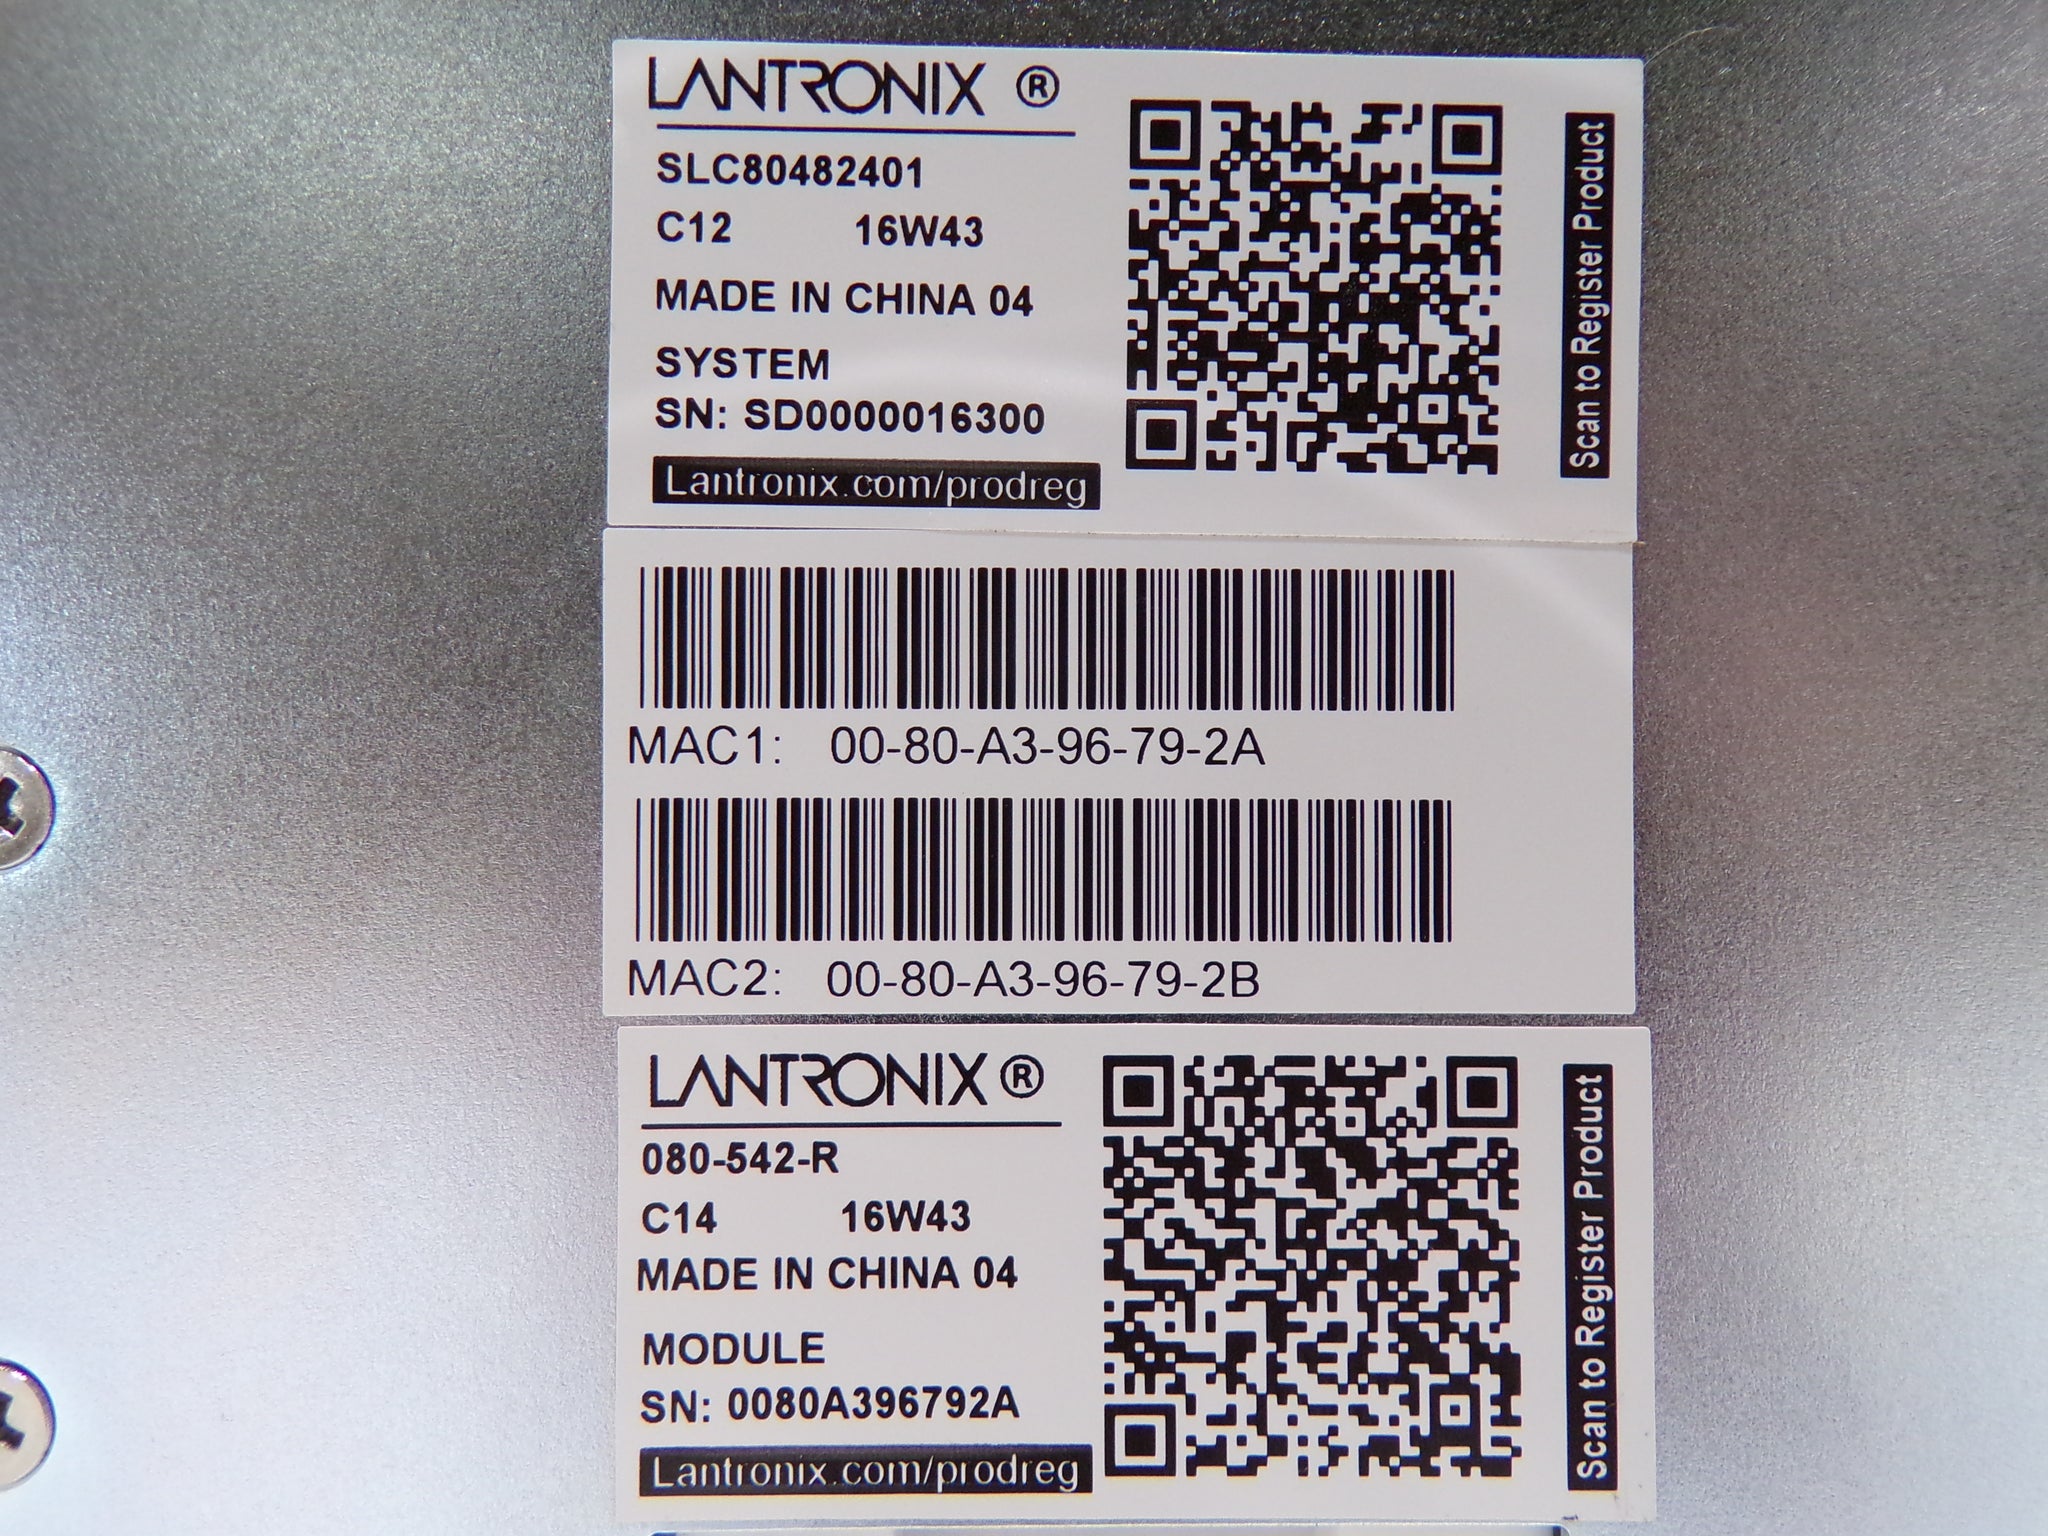 LANTRONIX ®
SLC80482401
C12 16W43
MADE IN CHINA 04
SYSTEM
SN: SD0000016300
Lantronix.com/prodreg
Scan to Register Product
MAC1: 00-80-A3-96-79-2A
MAC2: 00-80-A3-96-79-2B
LANTRONIX ®
080-542-R
C14 16W43
MADE IN CHINA 04
MODULE
SN: 0080A396792A
Lantronix.com/prodreg
Scan to Register Product